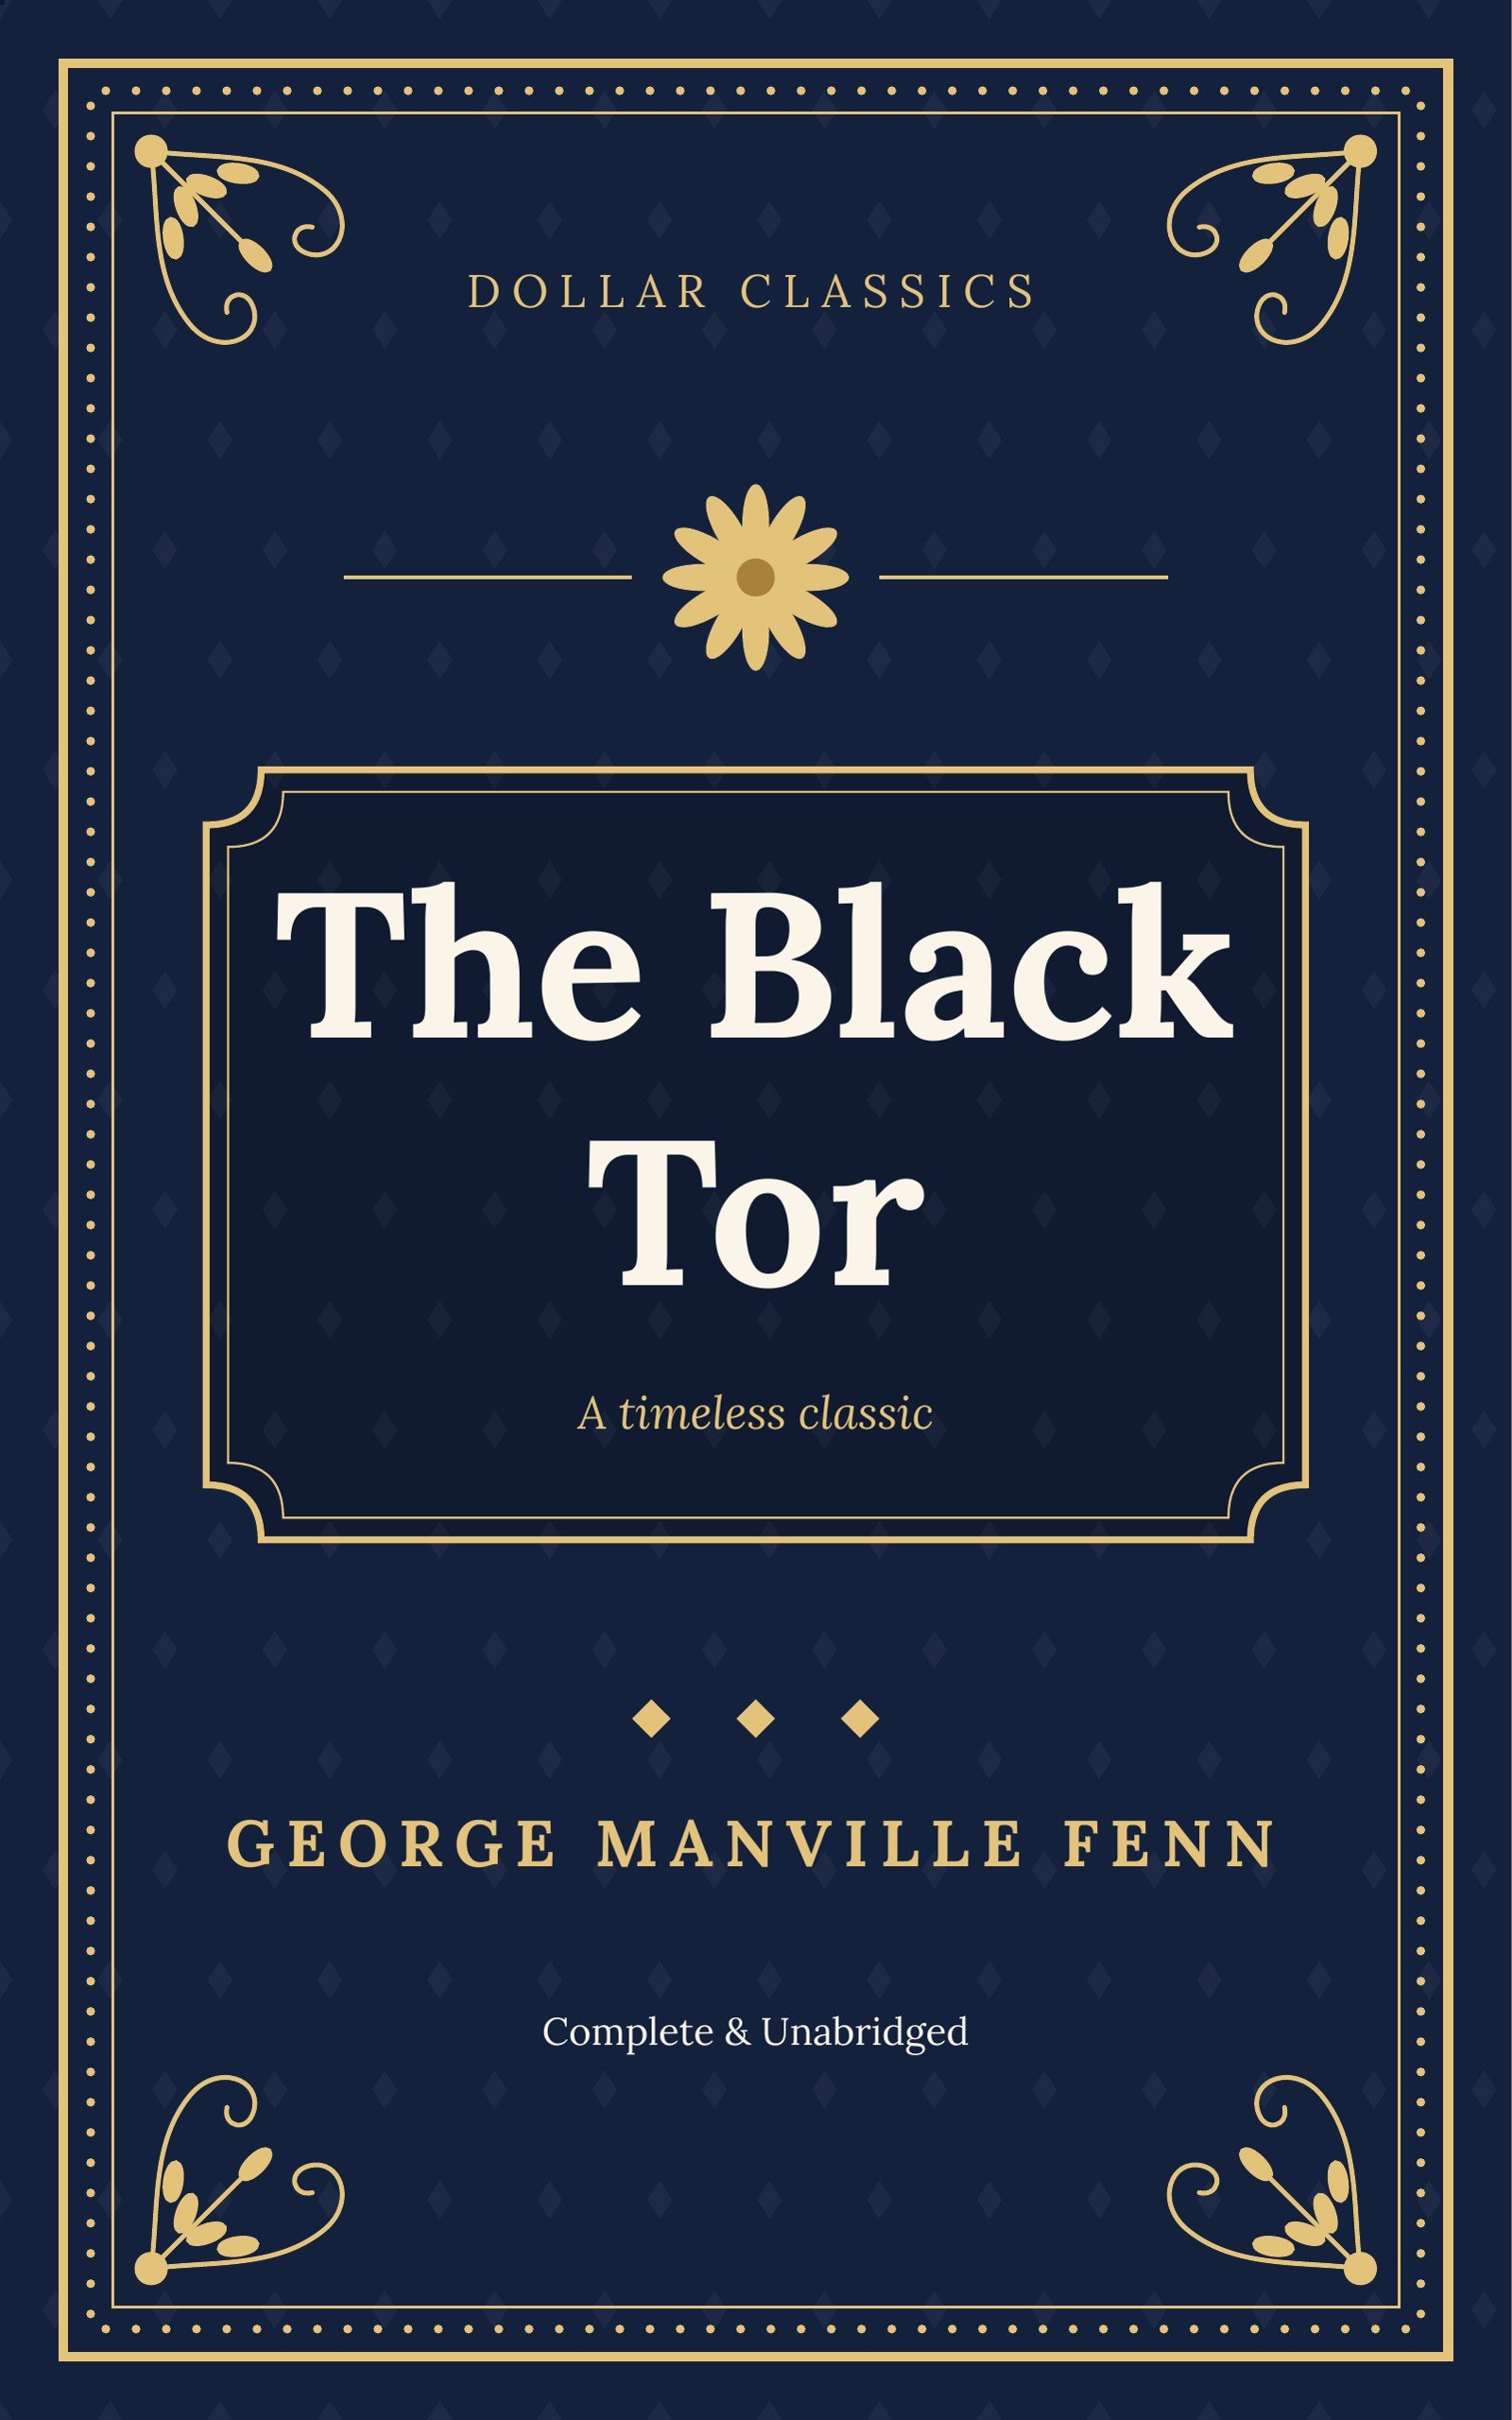 DOLLAR CLASSICS
The Black
Tor
A timeless classic
GEORGE MANVILLE FENN
Complete & Unabridged